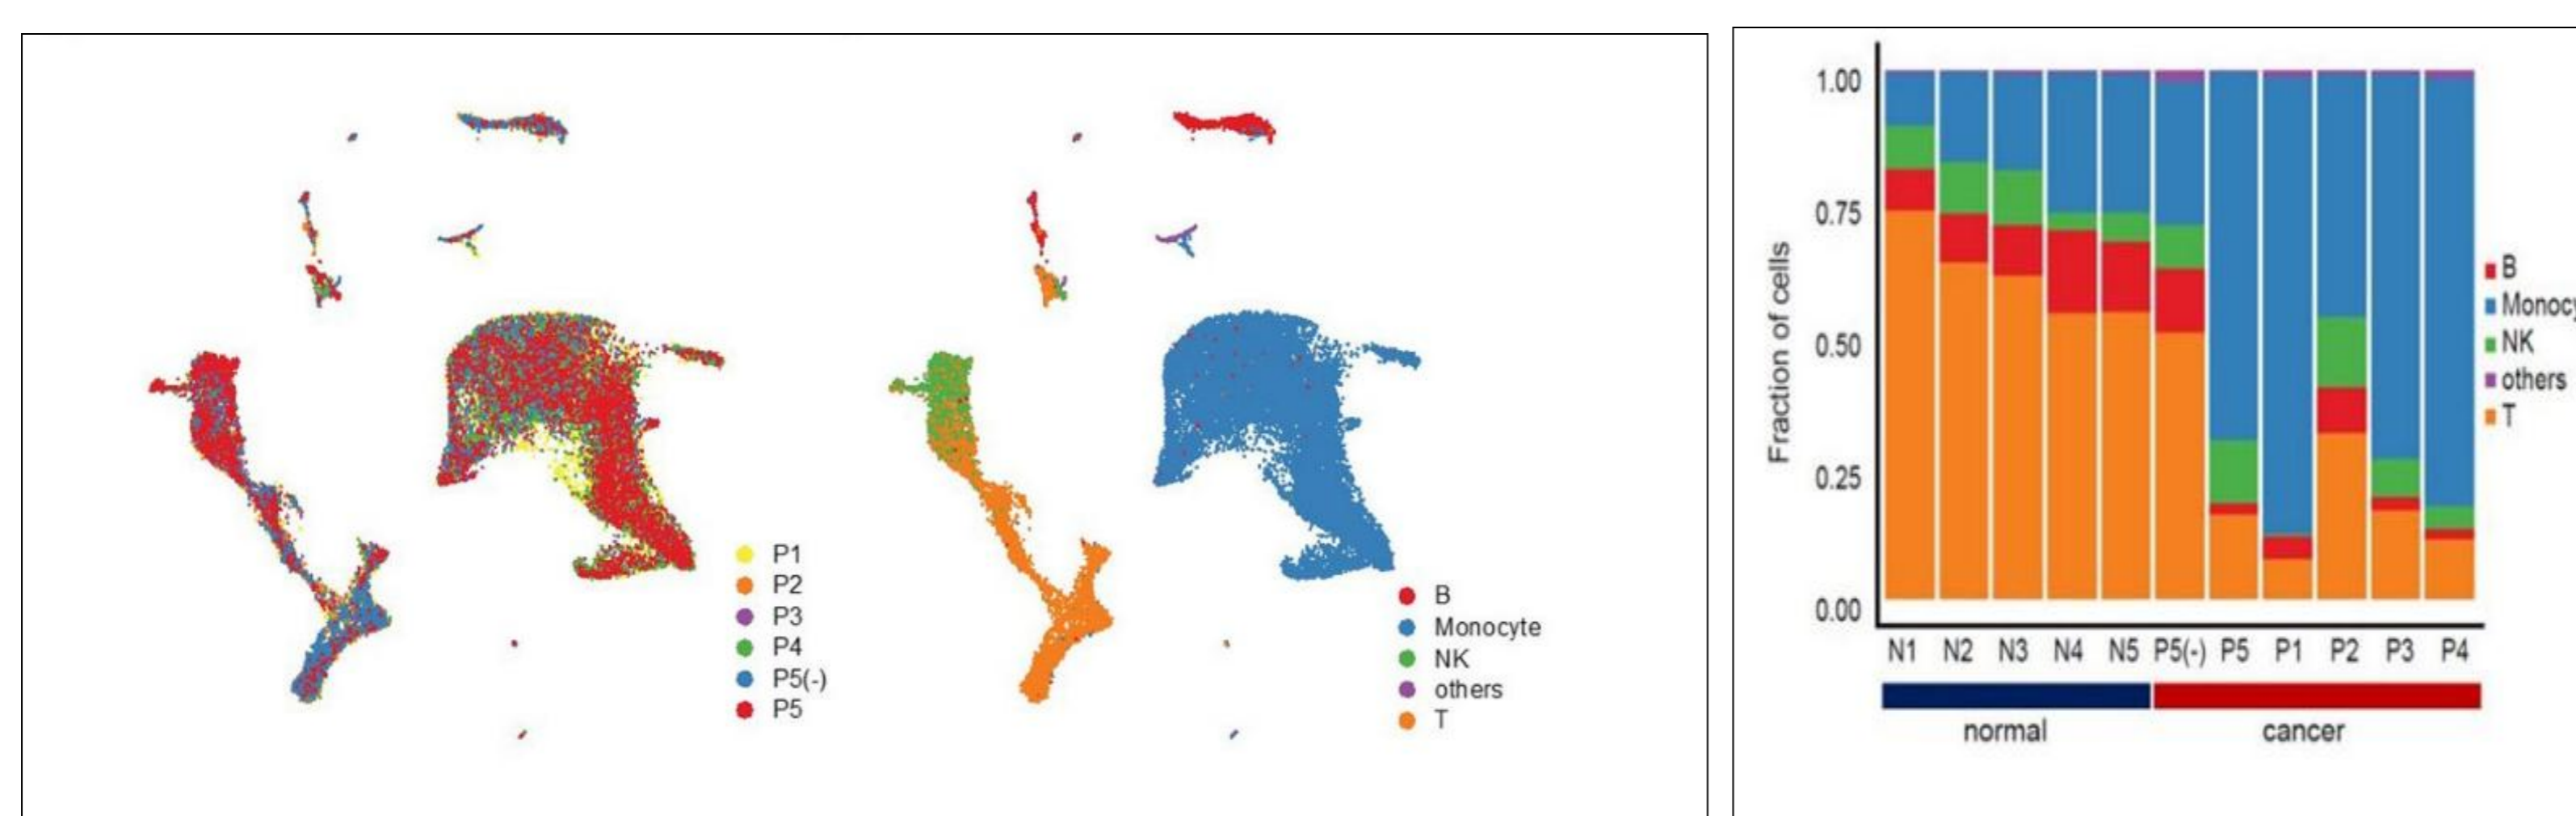 P1
P2
P3
P4
P5(-)
P5
B
Monocyte
NK
others
T
Fraction of cells
1.00
0.75
0.50
0.25
0.00
N1 N2 N3 N4 N5 P5(-) P5 P1 P2 P3 P4
normal cancer
B
Monocy
NK
others
T